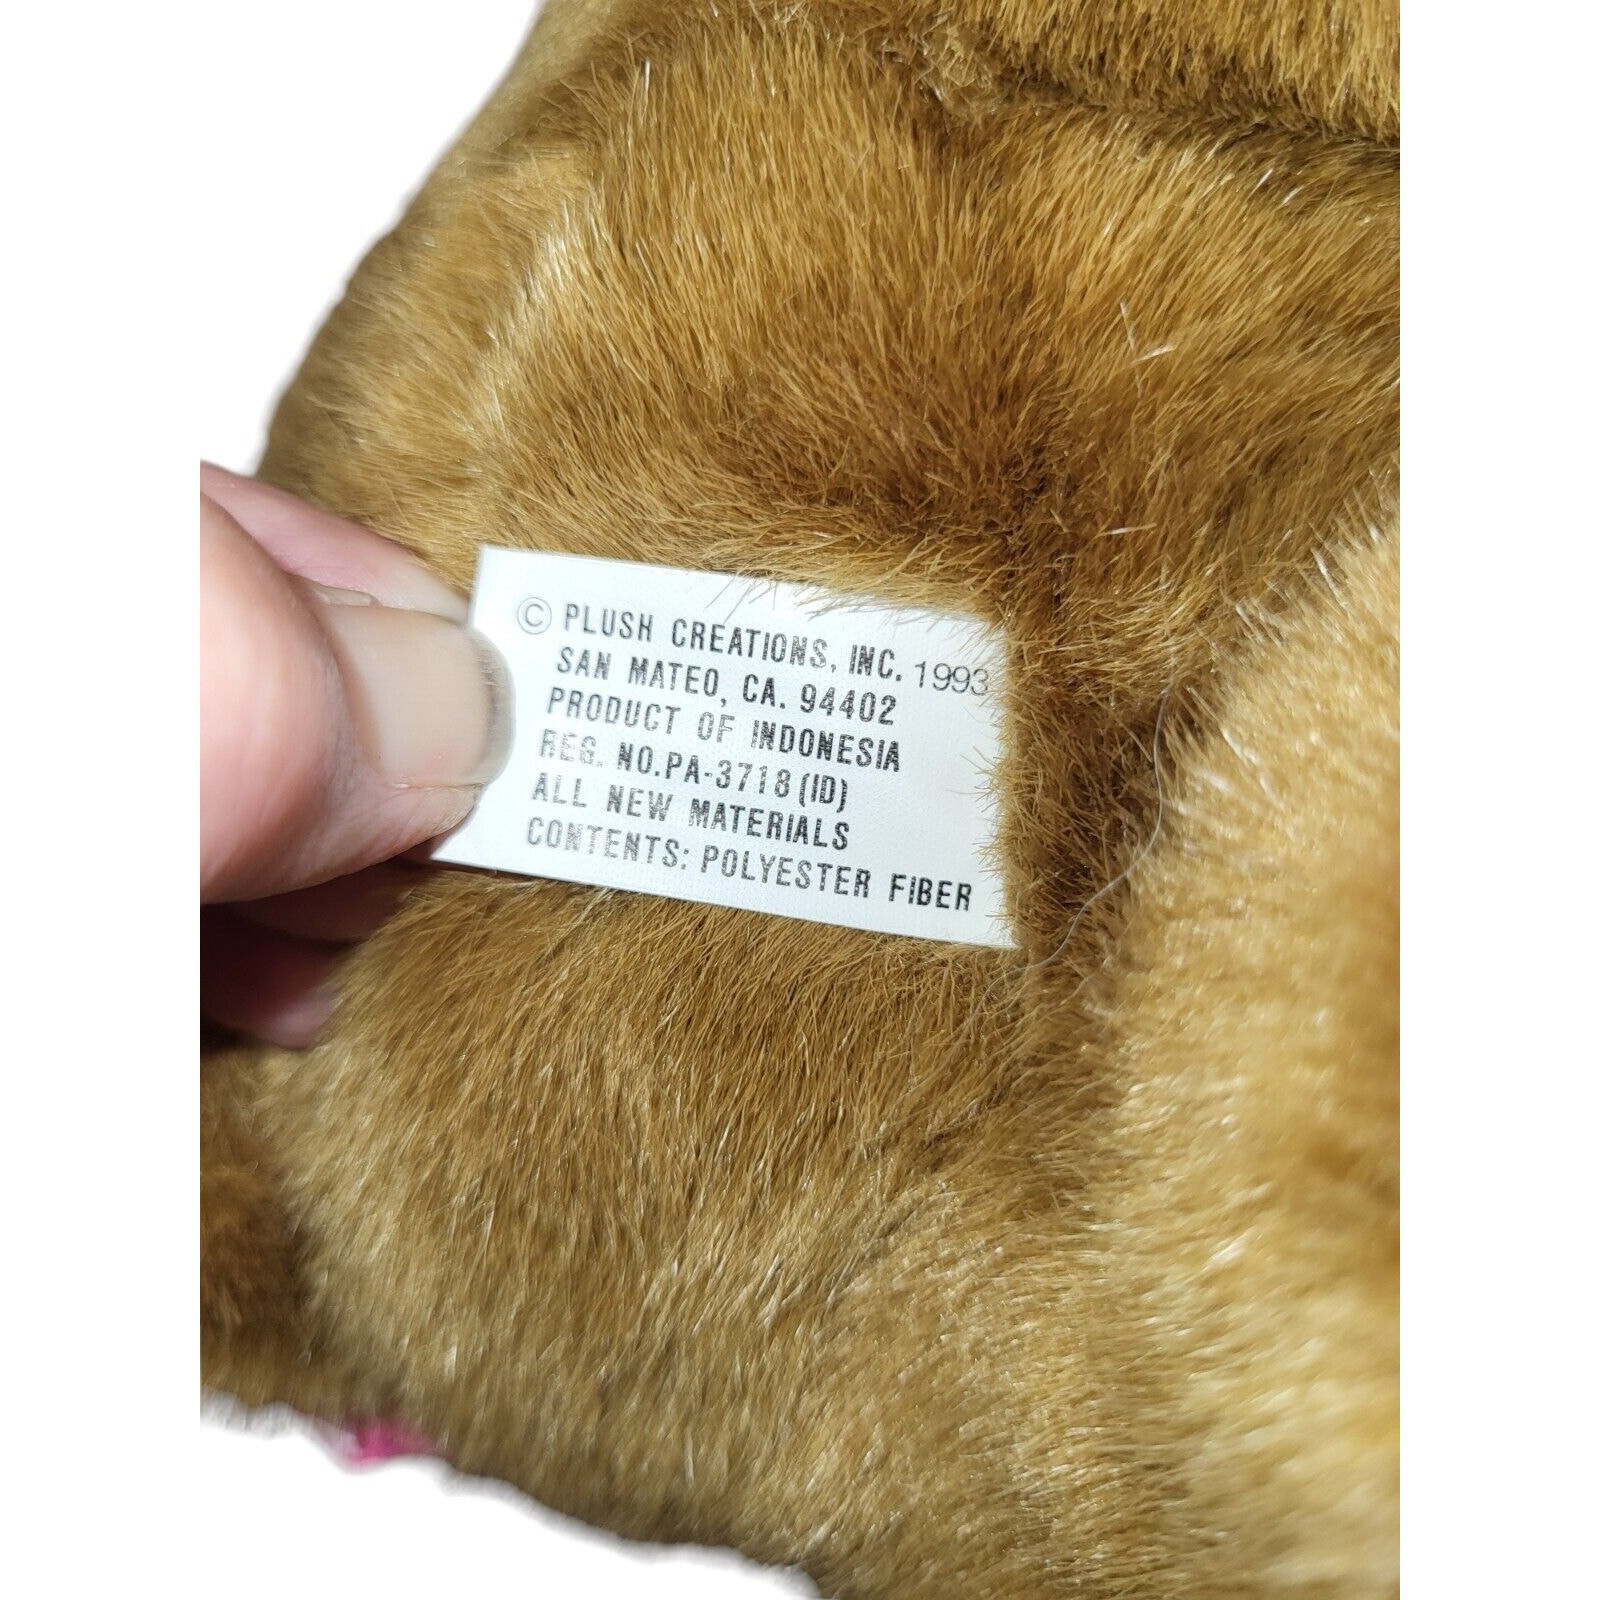 © PLUSH CREATIONS, INC. 1993
SAN MATEO, CA. 94402
PRODUCT OF INDONESIA
REG. NO.PA-3718(ID)
ALL NEW MATERIALS
CONTENTS: POLYESTER FIBER